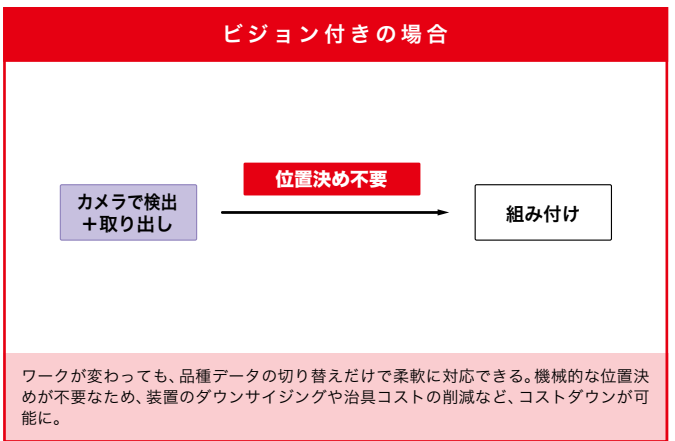 ビジョン付きの場合
位置決め不要
カメラで検出
＋取り出し
組み付け
ワークが変わっても、品種データの切り替えだけで柔軟に対応できる。機械的な位置決
めが不要なため、装置のダウンサイジングや治具コストの削減など、コストダウンが可
能に。